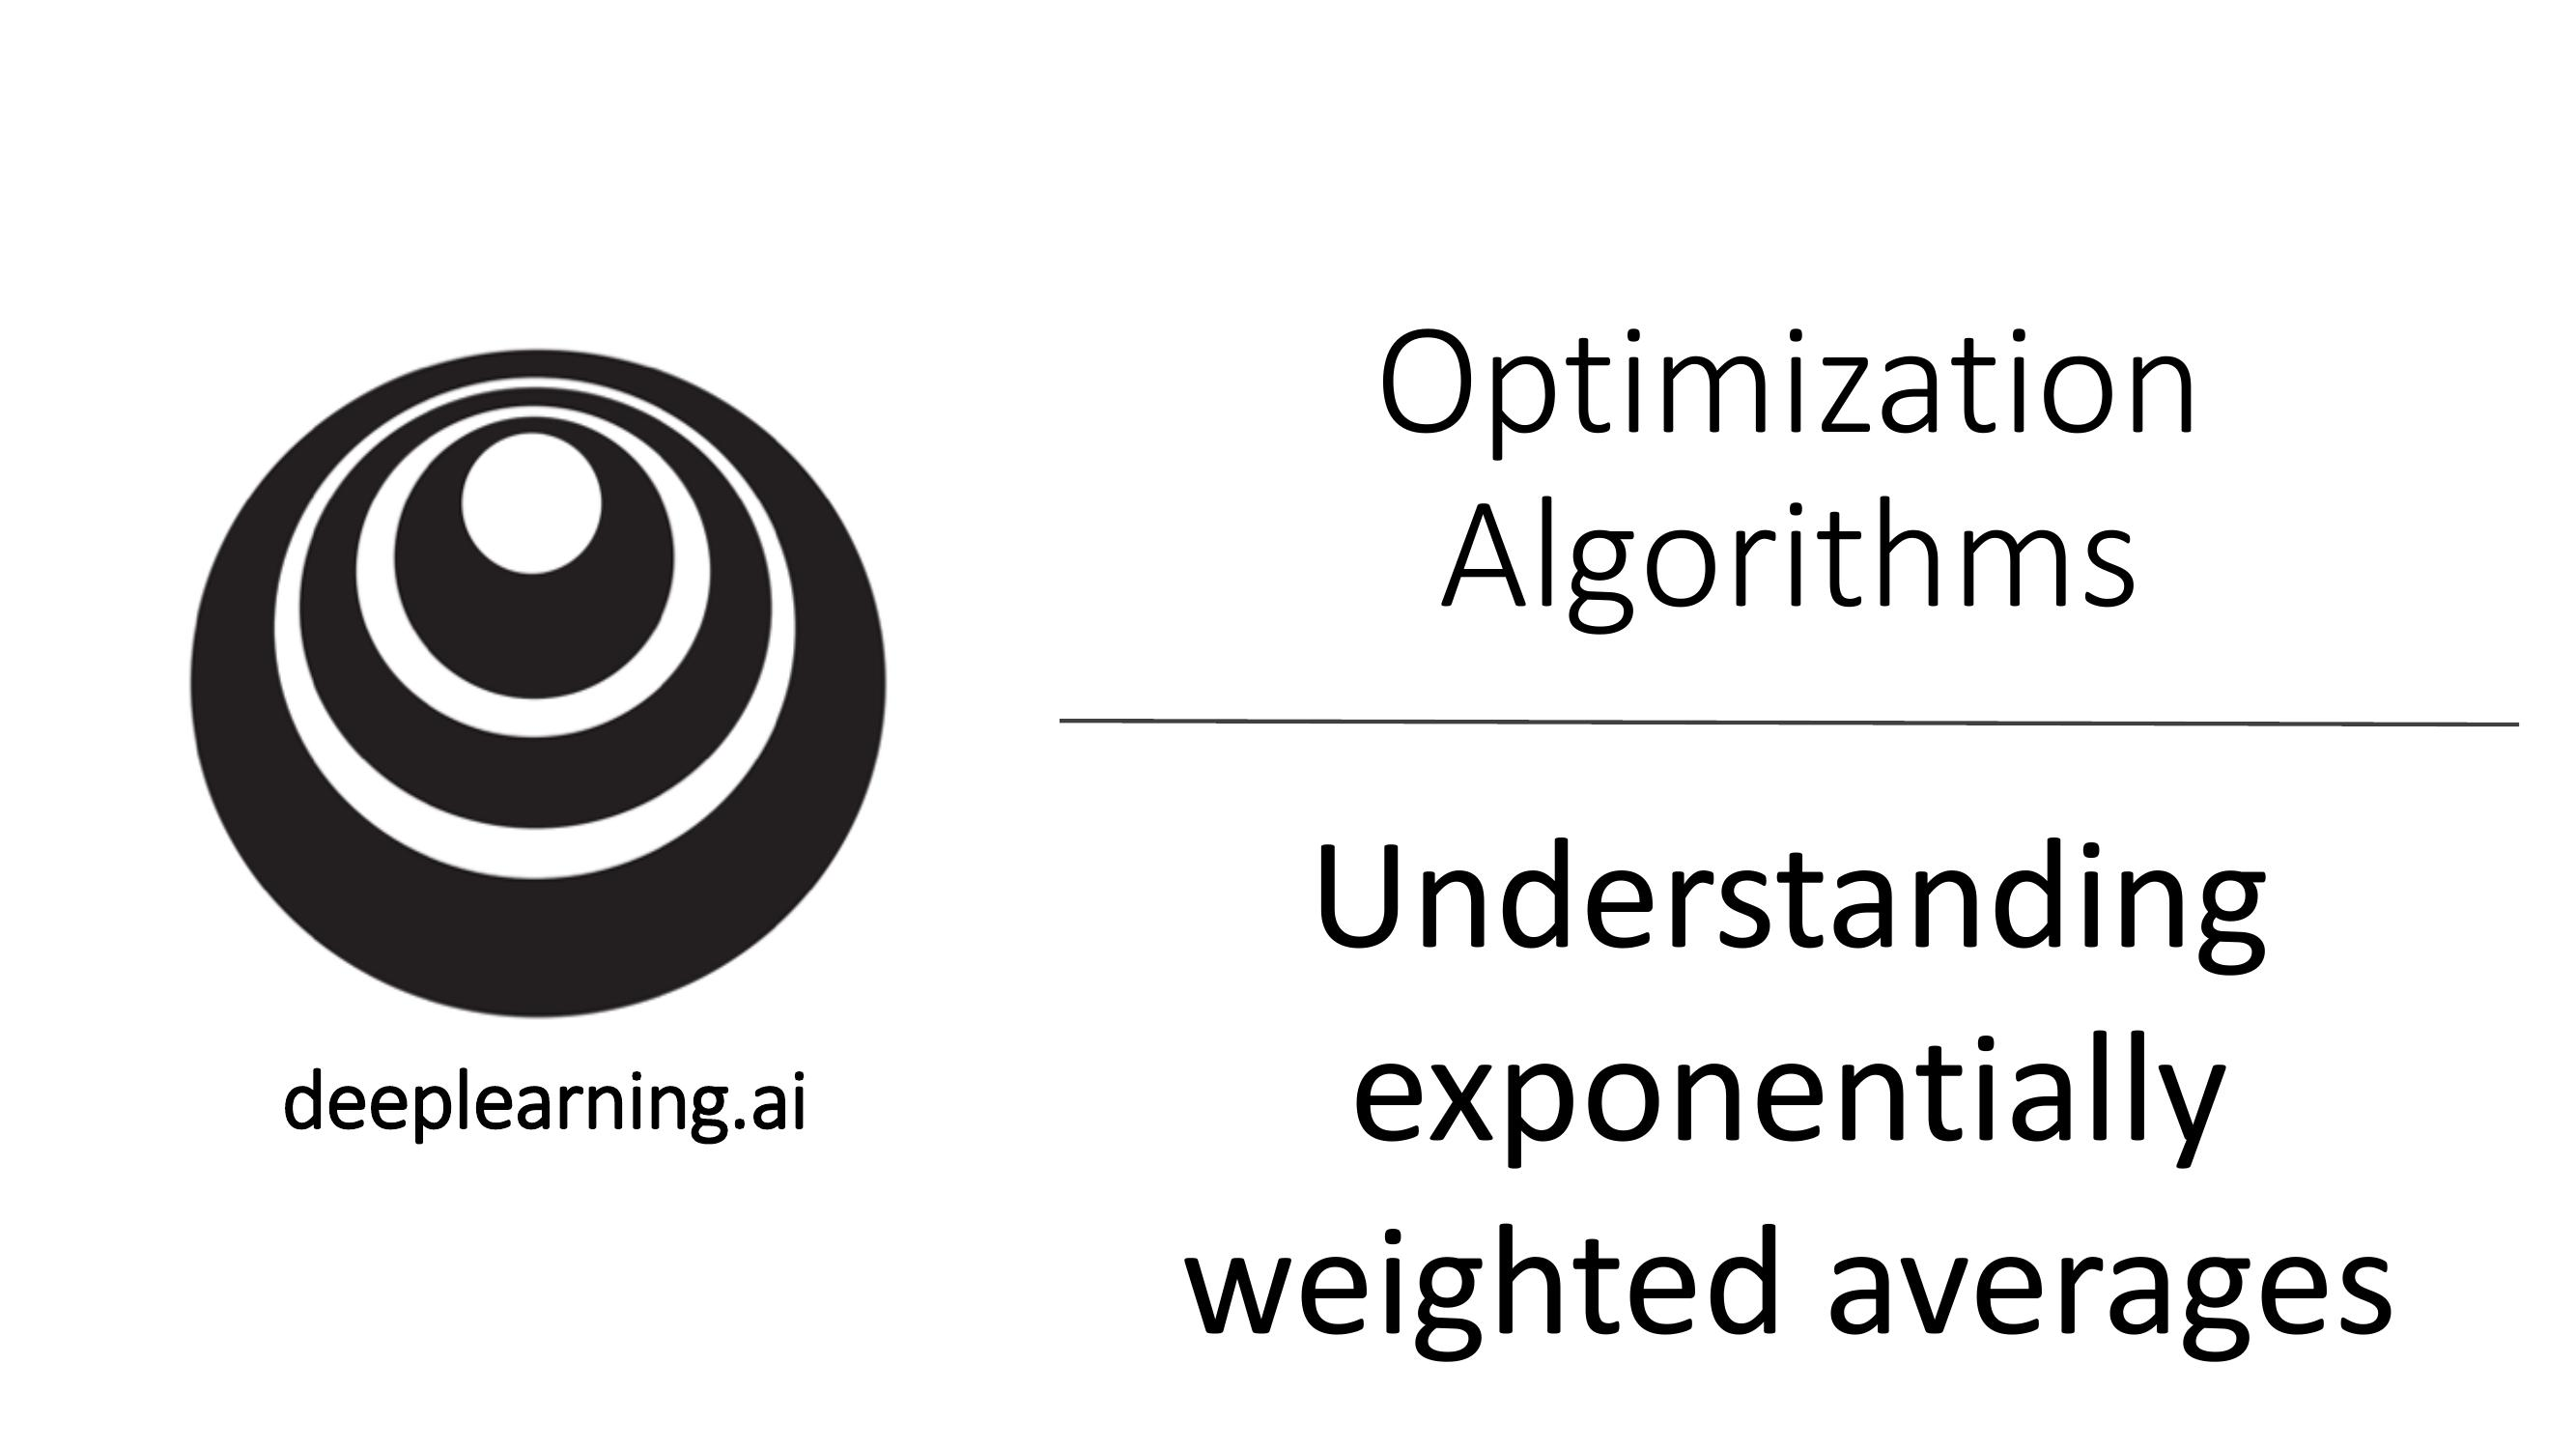 deeplearning.ai
Optimization
Algorithms
Understanding
exponentially
weighted averages